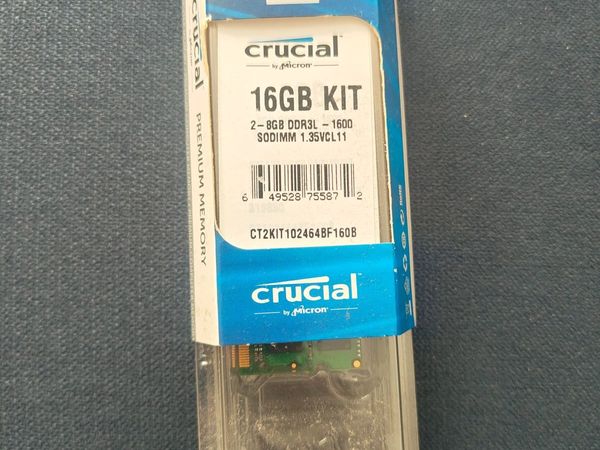 crucial
PREMIUM MEMORY
crucial
by Micron
16GB KIT
2-8GB DDR3L - 1600
SODIMM 1.35VCL11
6 49528 75587 2
CT2KIT102464BF160B
crucial
by Micron